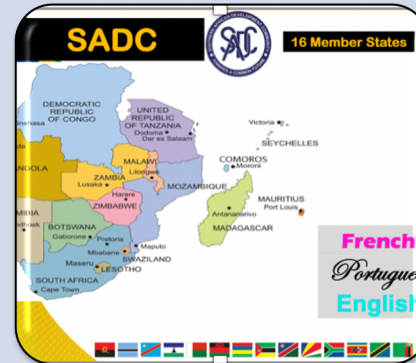 SADC
SADC
16 Member States
DEMOCRATIC
REPUBLIC
OF CONGO
UNITED
REPUBLIC
OF TANZANIA
Dodoma
Dar es Salaam
Victoria
SEYCHELLES
COMOROS
Moroni
MALAWI
Lilongwe
ZAMBIA
Lusaka
MOZAMBIQUE
Harare
ZIMBABWE
MAURITIUS
Port Louis
Antananarivo
MADAGASCAR
BOTSWANA
Gaborone
Pretoria
Maputo
Mbabane
SWAZILAND
Maseru
LESOTHO
SOUTH AFRICA
Cape Town
French
Portugue
English